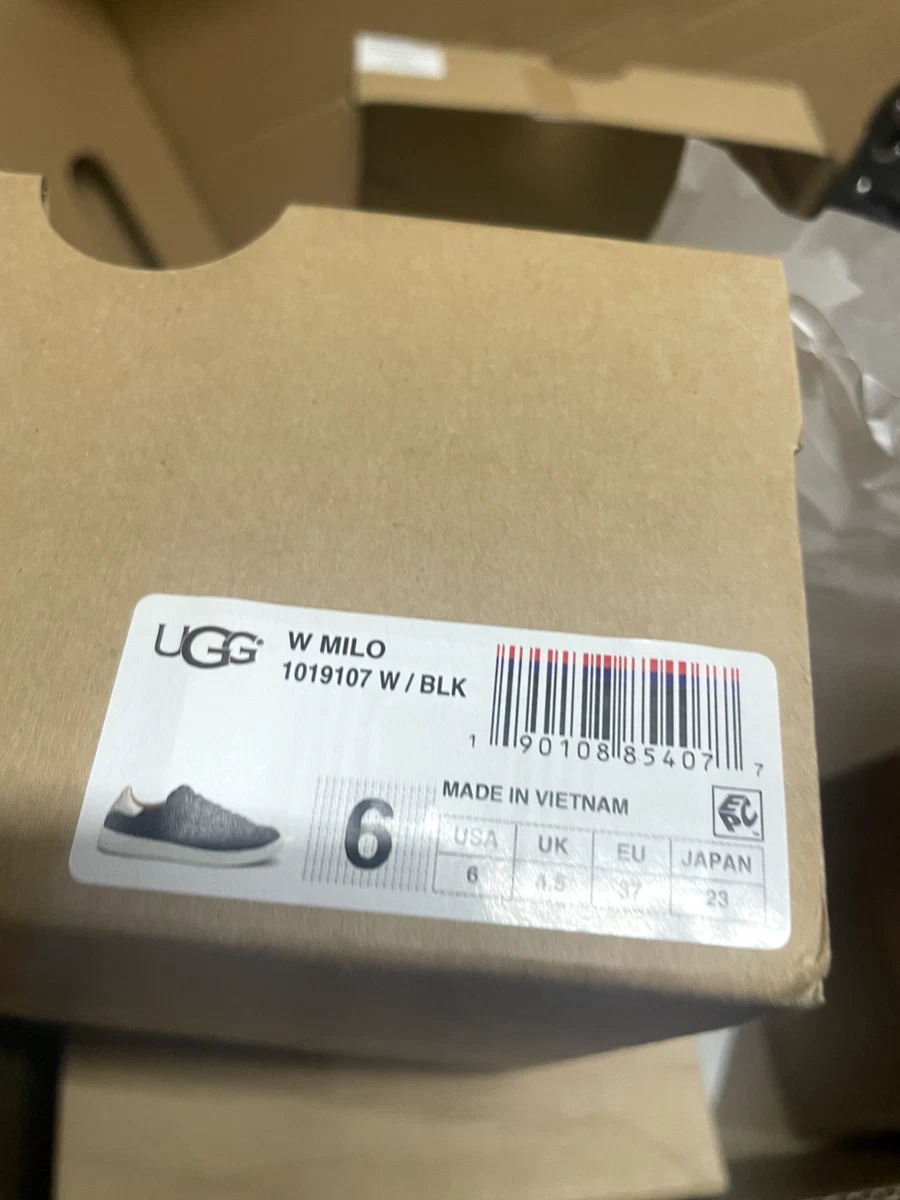 UGG W MILO
1019107 W / BLK
1 90108 85407 7
MADE IN VIETNAM
EPC
6
USA UK EU JAPAN
6 4.5 37 23